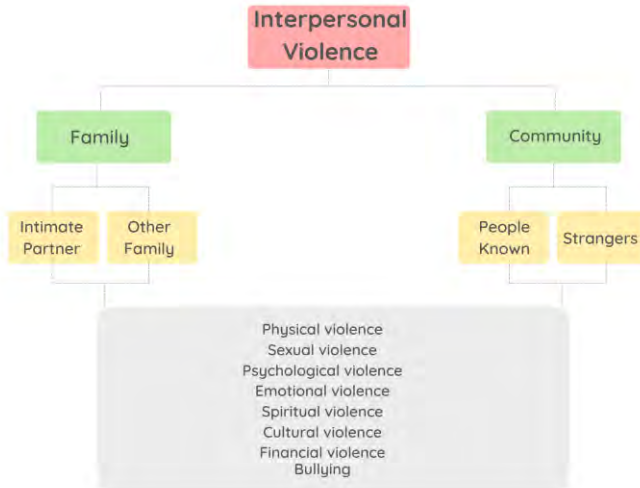 Interpersonal
Violence
Family
Community
Intimate
Partner
Other
Family
People
Known
Strangers
Physical violence
Sexual violence
Psychological violence
Emotional violence
Spiritual violence
Cultural violence
Financial violence
Bullying